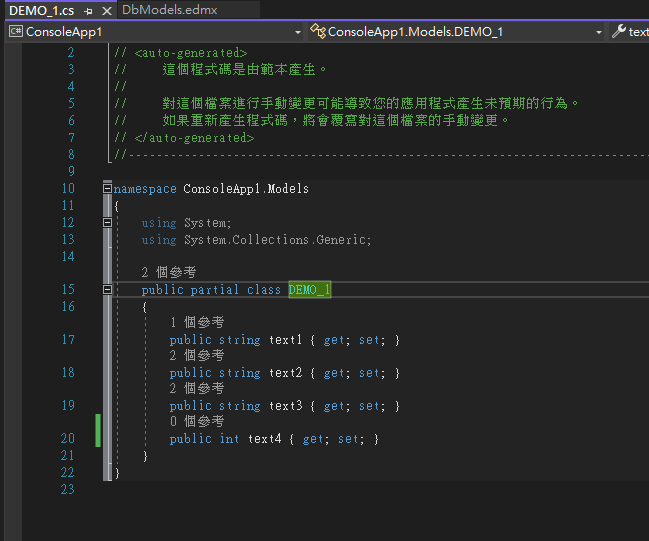 DEMO_1.cs DbModels.edmx
C# ConsoleApp1 ConsoleApp1.Models.DEMO_1 text
2 // <auto-generated>
3 //     這個程式碼是由範本產生。
4 //
5 //     對這個檔案進行手動變更可能導致您的應用程式產生未預期的行為。
6 //     如果重新產生程式碼，將會覆寫對這個檔案的手動變更。
7 // </auto-generated>
8 //------------------------------------------------------------------------------
9
10 namespace ConsoleApp1.Models
11 {
12     using System;
13     using System.Collections.Generic;
14
2 個參考
15     public partial class DEMO_1
16     {
1 個參考
17         public string text1 { get; set; }
2 個參考
18         public string text2 { get; set; }
2 個參考
19         public string text3 { get; set; }
0 個參考
20         public int text4 { get; set; }
21     }
22 }
23